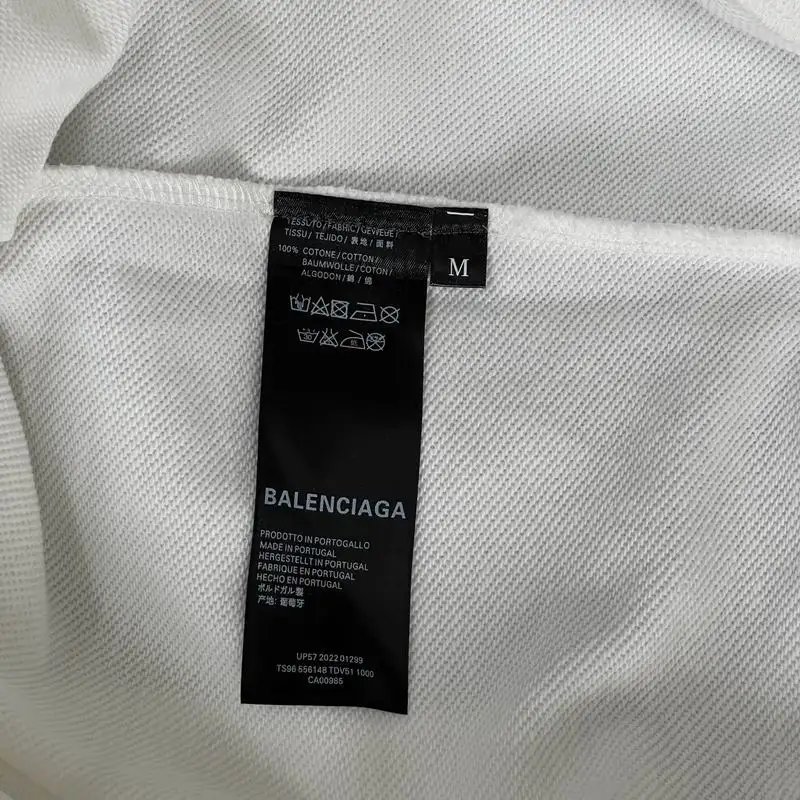 TESSUTO / FABRIC / GEWEBE /
TISSU / TEJIDO / 表地 / 面料
100% COTONE / COTTON /
BAUMWOLLE / COTON /
ALGODON / 綿 / 棉
M
BALENCIAGA
PRODOTTO IN PORTOGALLO
MADE IN PORTUGAL
HERGESTELLT IN PORTUGAL
FABRIQUE EN PORTUGAL
HECHO EN PORTUGAL
ポルトガル製
产地: 葡萄牙
UP57 2022 01299
TS96 556148 TDV51 1000
CA00985